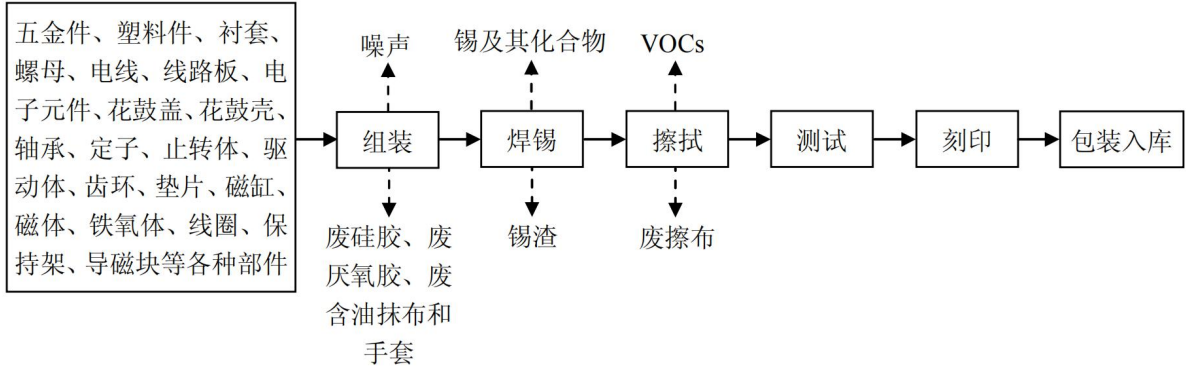 五金件、塑料件、衬套、
螺母、电线、线路板、电
子元件、花鼓盖、花鼓壳、
轴承、定子、止转体、驱
动体、齿环、垫片、磁缸、
磁体、铁氧体、线圈、保
持架、导磁块等各种部件
噪声
锡及其化合物
VOCs
组装
焊锡
擦拭
测试
刻印
包装入库
废硅胶、废
厌氧胶、废
含油抹布和
手套
锡渣
废擦布